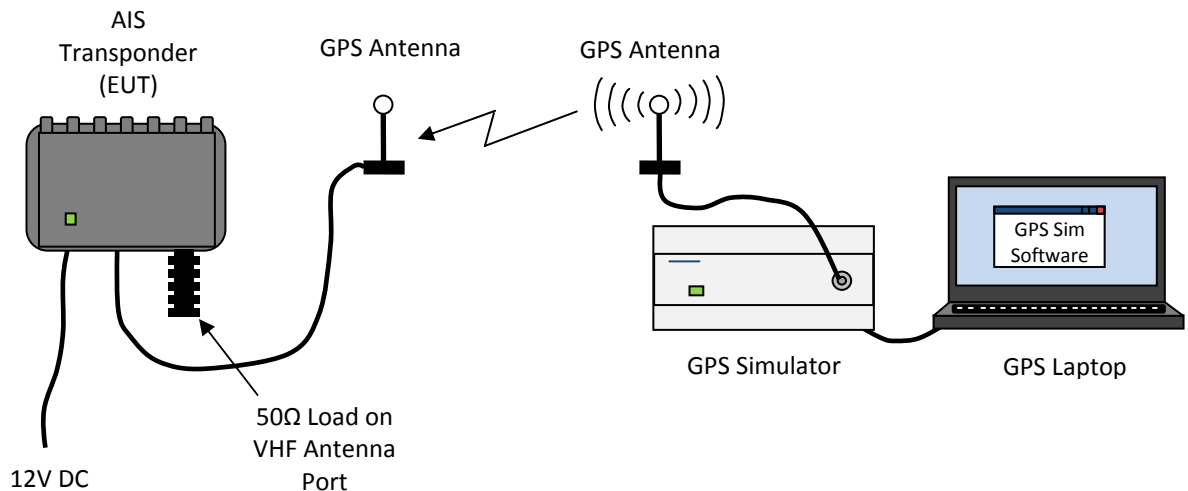 AIS
Transponder
(EUT)
GPS Antenna
GPS Antenna
GPS Sim
Software
GPS Simulator
GPS Laptop
50Ω Load on
VHF Antenna
Port
12V DC